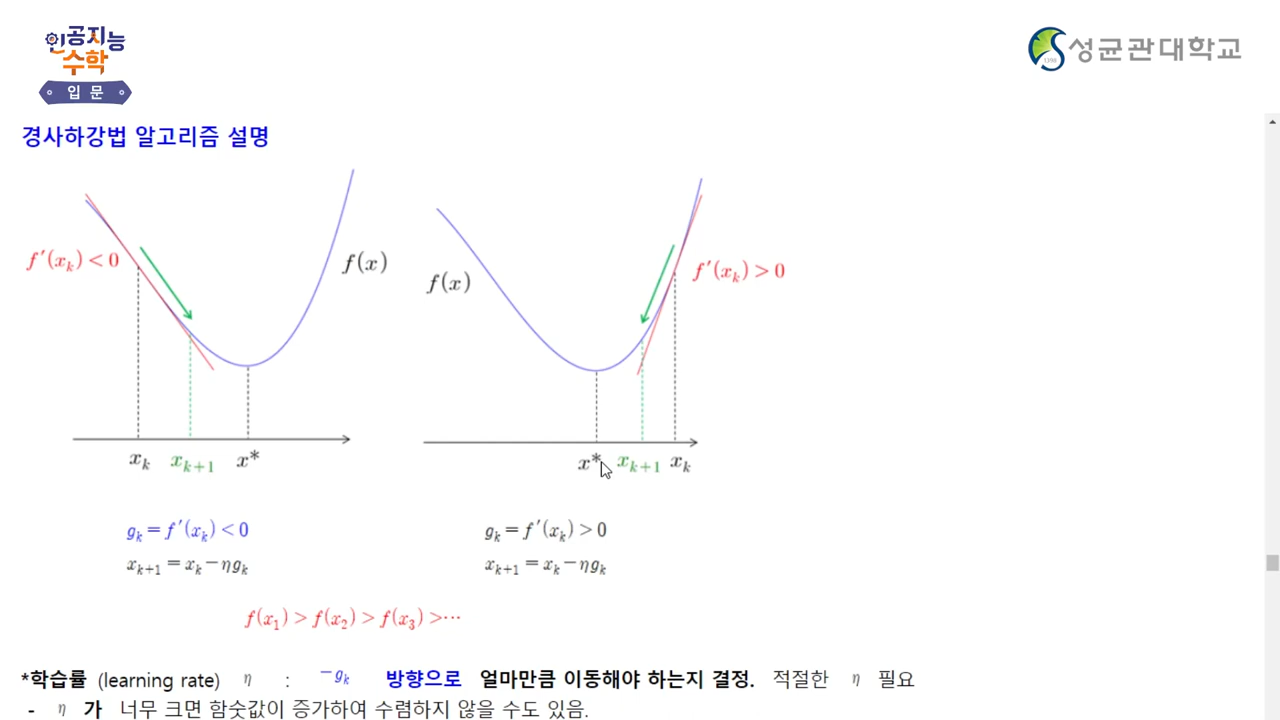 인공지능
수학
입 문
성균관대학교
경사하강법 알고리즘 설명
f′(x_k) < 0
f(x)
f(x)
f′(x_k) > 0
x_k x_{k+1} x*
x* x_{k+1} x_k
g_k = f′(x_k) < 0
g_k = f′(x_k) > 0
x_{k+1} = x_k − ηg_k
x_{k+1} = x_k − ηg_k
f(x_1) > f(x_2) > f(x_3) > ⋯
*학습률 (learning rate) η : −g_k 방향으로 얼마만큼 이동해야 하는지 결정. 적절한 η 필요
- η 가 너무 크면 함숫값이 증가하여 수렴하지 않을 수도 있음.